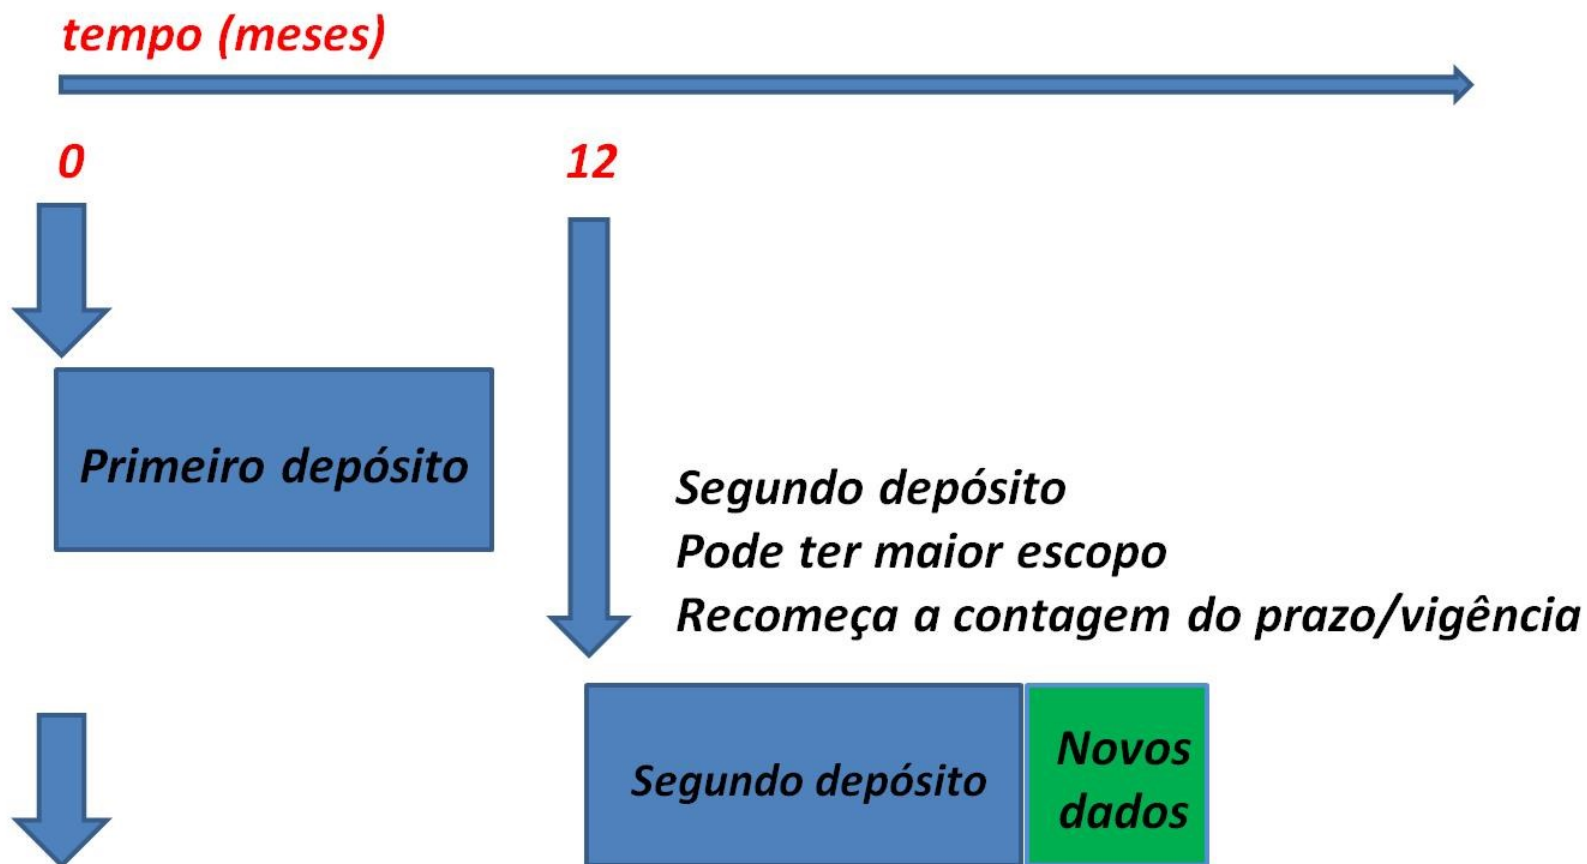 tempo (meses)
0
12
Primeiro depósito
Segundo depósito
Pode ter maior escopo
Recomeça a contagem do prazo/vigência
Segundo depósito
Novos
dados